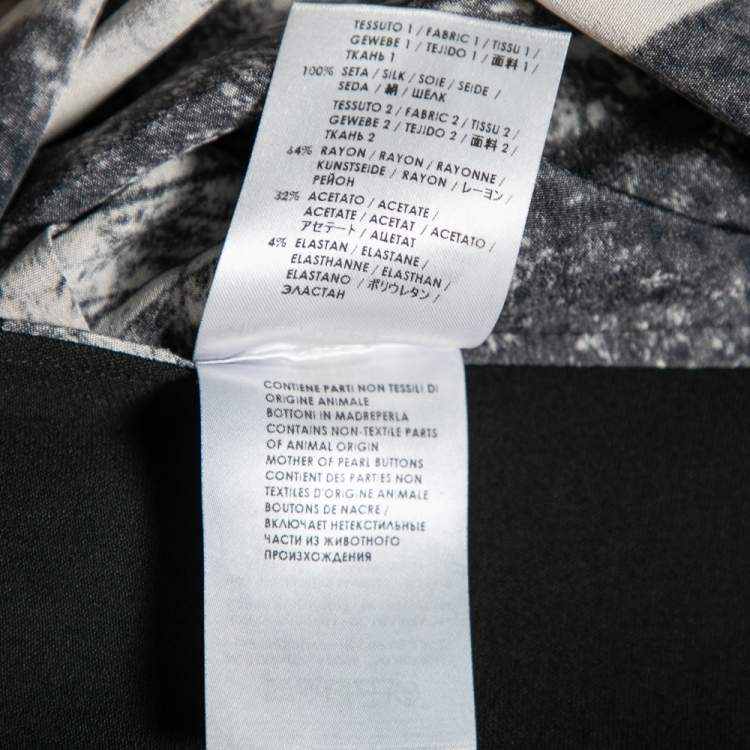 TESSUTO 1 / FABRIC 1 / TISSU 1 /
GEWEBE 1 / TEJIDO 1 / 面料 1 /
ТКАНЬ 1
100% SETA / SILK / SOIE / SEIDE /
SEDA / 絹 / ШЕЛК
TESSUTO 2 / FABRIC 2 / TISSU 2 /
GEWEBE 2 / TEJIDO 2 / 面料 2 /
ТКАНЬ 2
64% RAYON / RAYON / RAYONNE /
KUNSTSEIDE / RAYON / レーヨン /
РЕЙОН
32% ACETATO / ACETATE /
ACETATE / ACETAT / ACETATO /
アセテート / АЦЕТАТ
4% ELASTAN / ELASTANE /
ELASTHANNE / ELASTHAN /
ELASTANO / ポリウレタン /
ЭЛАСТАН
CONTIENE PARTI NON TESSILI DI
ORIGINE ANIMALE
BOTTONI IN MADREPERLA
CONTAINS NON-TEXTILE PARTS
OF ANIMAL ORIGIN
MOTHER OF PEARL BUTTONS
CONTIENT DES PARTIES NON
TEXTILES D'ORIGINE ANIMALE
BOUTONS DE NACRE /
ВКЛЮЧАЕТ НЕТЕКСТИЛЬНЫЕ
ЧАСТИ ИЗ ЖИВОТНОГО
ПРОИЗХОЖДЕНИЯ